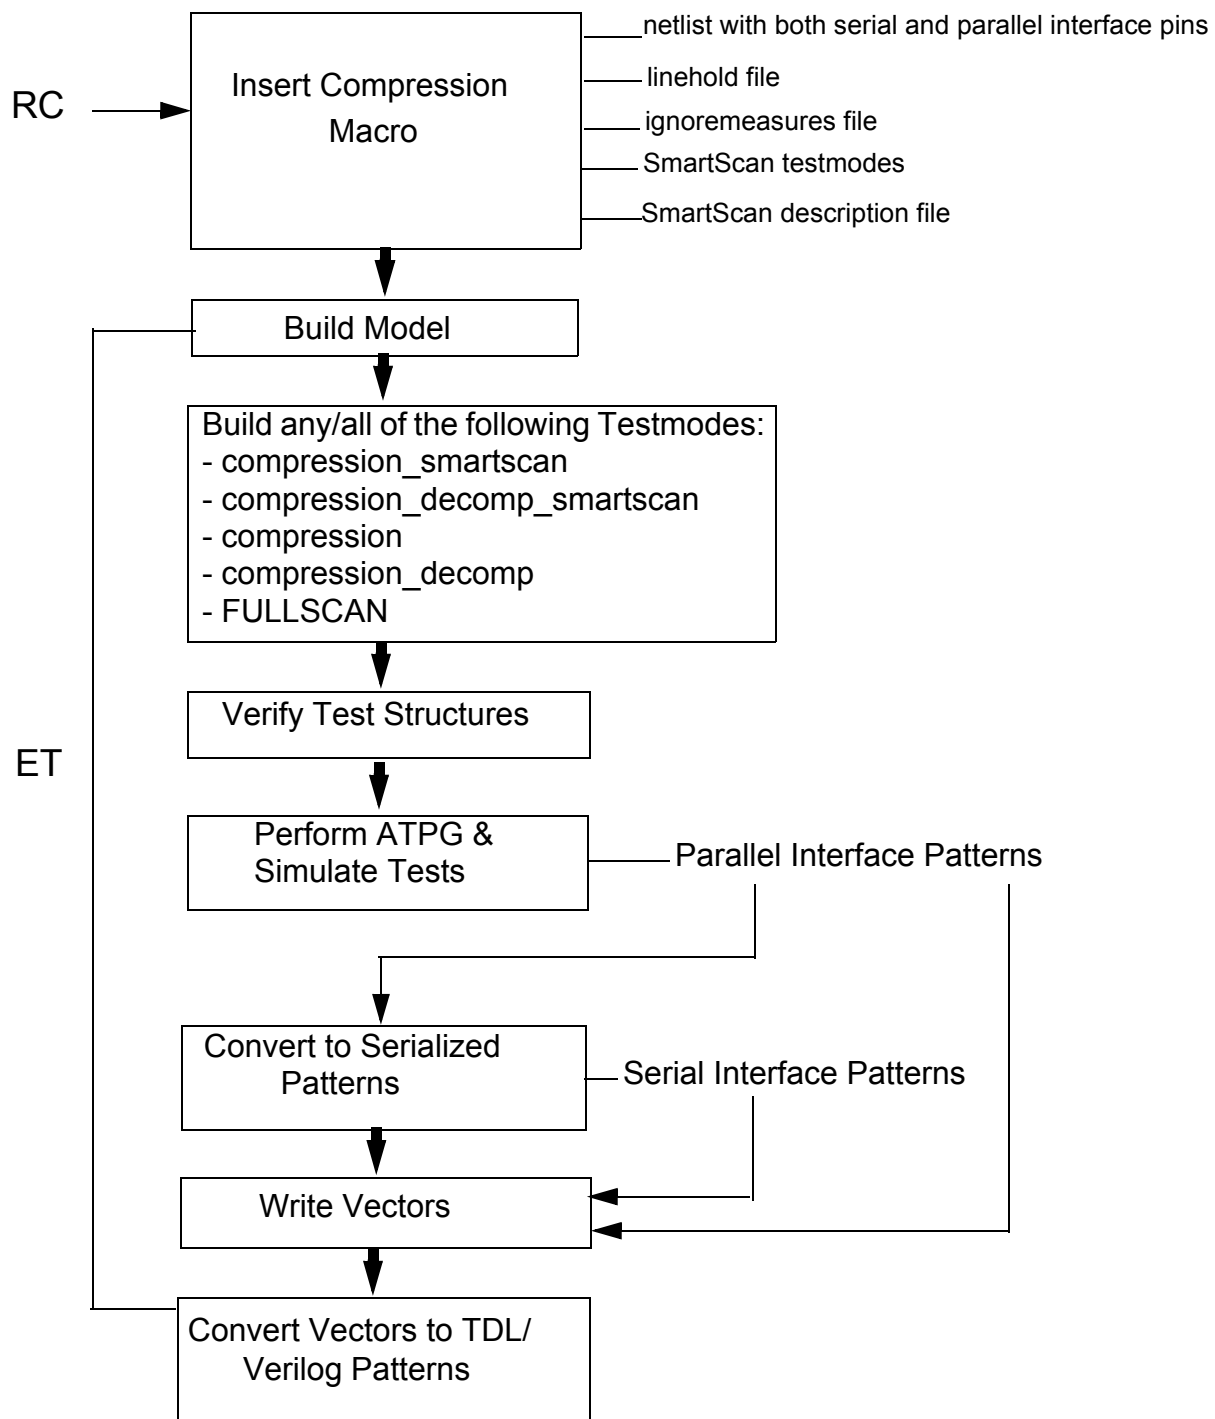 netlist with both serial and parallel interface pins
Insert Compression
Macro
linehold file
RC
ignoremeasures file
SmartScan testmodes
SmartScan description file
Build Model
Build any/all of the following Testmodes:
- compression_smartscan
- compression_decomp_smartscan
- compression
- compression_decomp
- FULLSCAN
Verify Test Structures
ET
Perform ATPG &
Simulate Tests
Parallel Interface Patterns
Convert to Serialized
Patterns
Serial Interface Patterns
Write Vectors
Convert Vectors to TDL/
Verilog Patterns